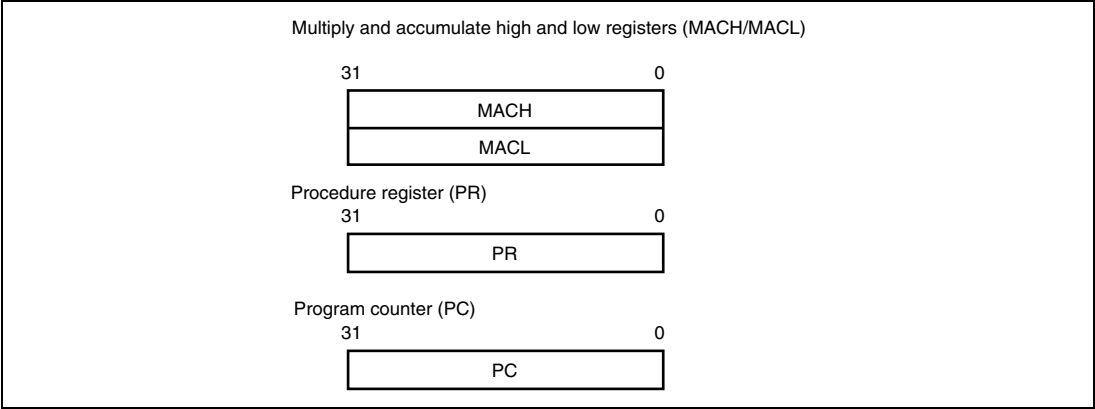 Multiply and accumulate high and low registers (MACH/MACL)
31 0
MACH
MACL
Procedure register (PR)
31 0
PR
Program counter (PC)
31 0
PC